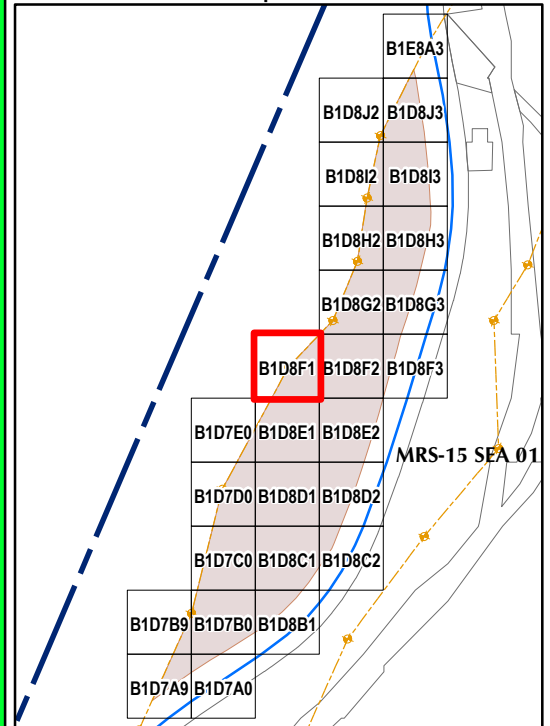 B1E8A3
B1D8J2 B1D8J3
B1D8I2 B1D8I3
B1D8H2 B1D8H3
B1D8G2 B1D8G3
B1D8F1 B1D8F2 B1D8F3
B1D7E0 B1D8E1 B1D8E2
MRS-15 SEA 01
B1D7D0 B1D8D1 B1D8D2
B1D7C0 B1D8C1 B1D8C2
B1D7B9 B1D7B0 B1D8B1
B1D7A9 B1D7A0